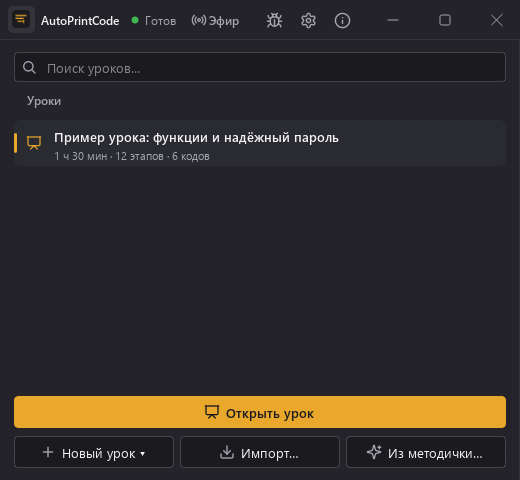 AutoPrintCode Готов Эфир
Поиск уроков...
Уроки
Пример урока: функции и надёжный пароль
1 ч 30 мин · 12 этапов · 6 кодов
Открыть урок
Новый урок Импорт... Из методички...